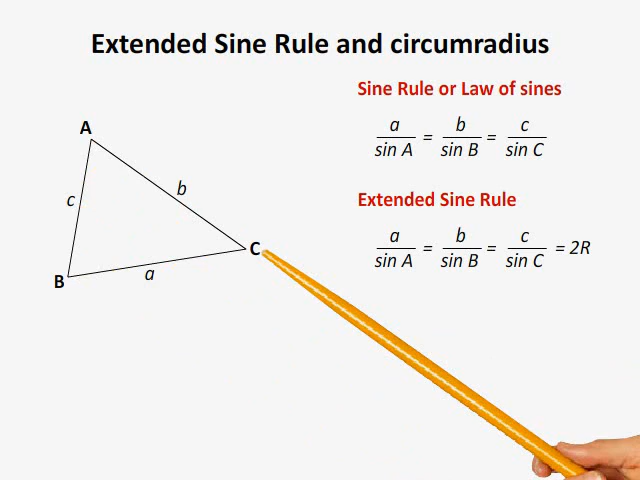 Extended Sine Rule and circumradius
Sine Rule or Law of sines
a/sin A = b/sin B = c/sin C
Extended Sine Rule
a/sin A = b/sin B = c/sin C = 2R
A
b
c
C
a
B